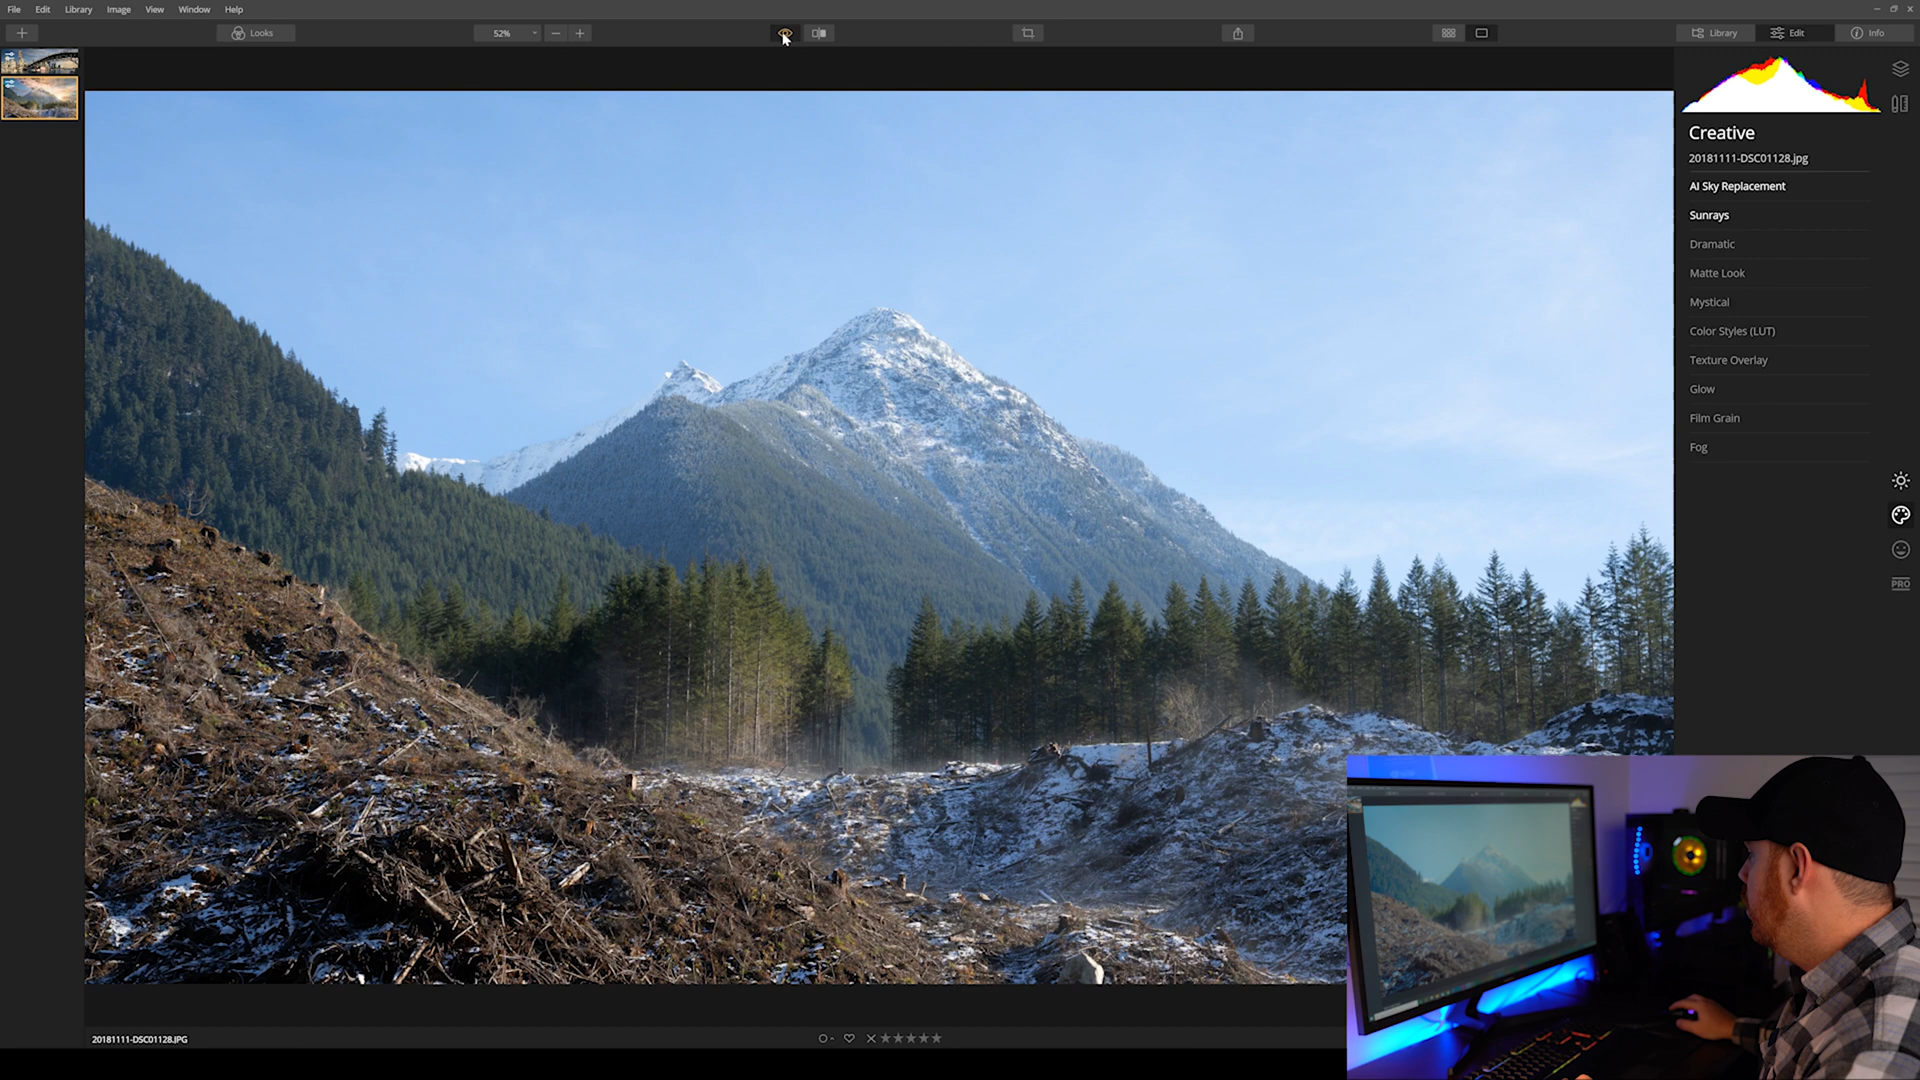 File Edit Library Image View Window Help
Looks 52% Library Edit Info
Creative
20181111-DSC01128.jpg
AI Sky Replacement
Sunrays
Dramatic
Matte Look
Mystical
Color Styles (LUT)
Texture Overlay
Glow
Film Grain
Fog
PRO
20181111-DSC01128.JPG